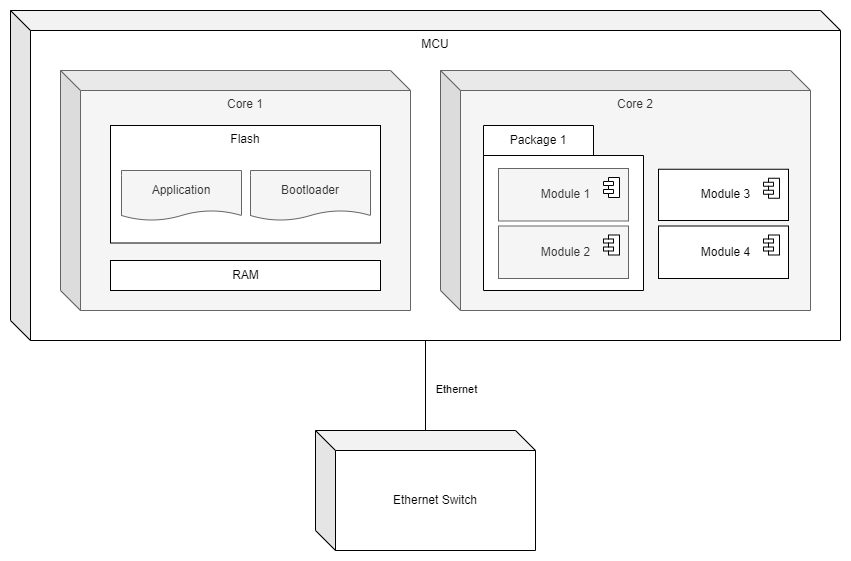 MCU
Core 1
Flash
Application
Bootloader
RAM
Core 2
Package 1
Module 1
Module 2
Module 3
Module 4
Ethernet
Ethernet Switch